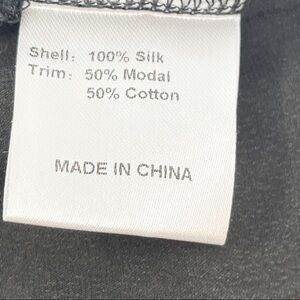 Shell: 100% Silk
Trim: 50% Modal
50% Cotton
MADE IN CHINA